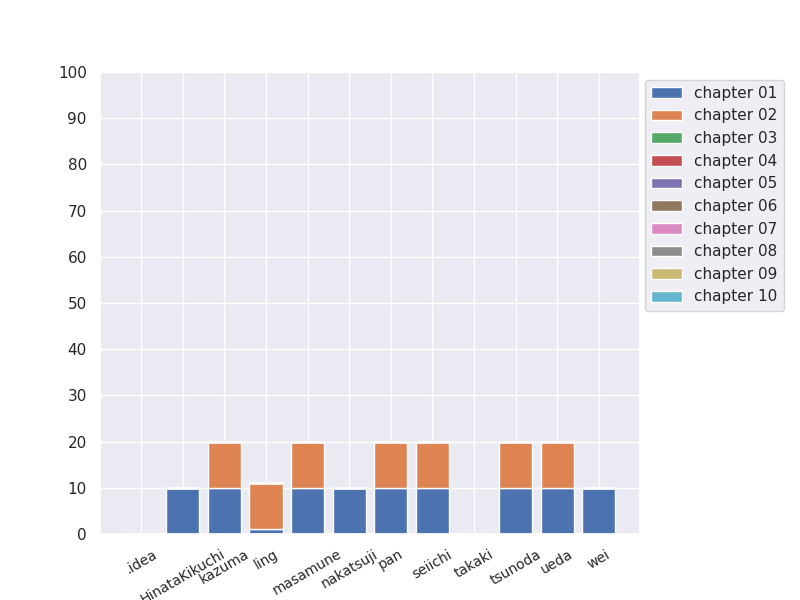 100
90
80
70
60
50
40
30
20
10
0
.idea
HinataKikuchi
kazuma
ling
masamune
nakatsuji
pan
seiichi
takaki
tsunoda
ueda
wei
chapter 01
chapter 02
chapter 03
chapter 04
chapter 05
chapter 06
chapter 07
chapter 08
chapter 09
chapter 10